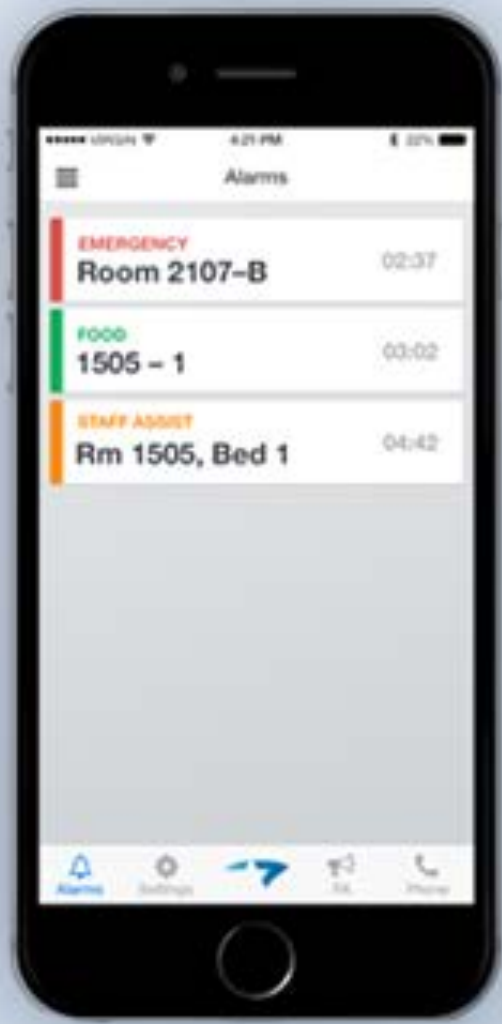 4:21 PM
22%
Alarms
EMERGENCY
Room 2107-B
02:37
FOOD
1505 – 1
03:02
STAFF ASSIST
Rm 1505, Bed 1
04:42
Alarms
Settings
PA
Phone